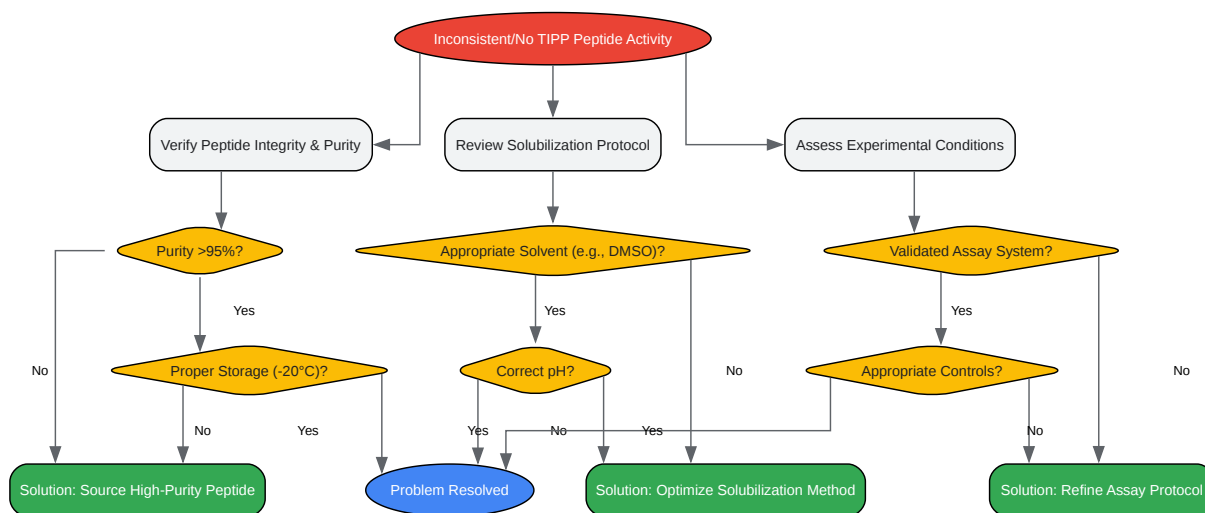 Inconsistent/No TIPP Peptide Activity
Verify Peptide Integrity & Purity
Review Solubilization Protocol
Assess Experimental Conditions
Purity >95%?
Appropriate Solvent (e.g., DMSO)?
Validated Assay System?
Yes
Yes
Yes
No
Proper Storage (-20°C)?
Correct pH?
No
Appropriate Controls?
No
No
Yes
Yes
No
Yes
No
Solution: Source High-Purity Peptide
Problem Resolved
Solution: Optimize Solubilization Method
Solution: Refine Assay Protocol